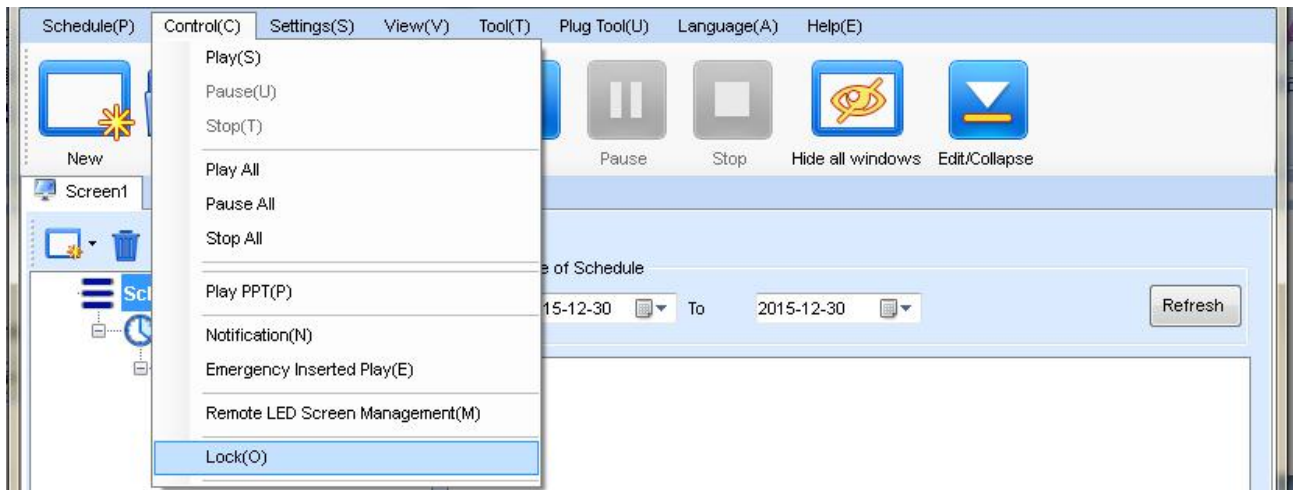 Schedule(P) Control(C) Settings(S) View(V) Tool(T) Plug Tool(U) Language(A) Help(E)
Play(S)
Pause(U)
Stop(T)
Play All
Pause All
Stop All
Play PPT(P)
Notification(N)
Emergency Inserted Play(E)
Remote LED Screen Management(M)
Lock(O)
New Pause Stop Hide all windows Edit/Collapse
Screen1
Sch
e of Schedule
15-12-30 To 2015-12-30 Refresh